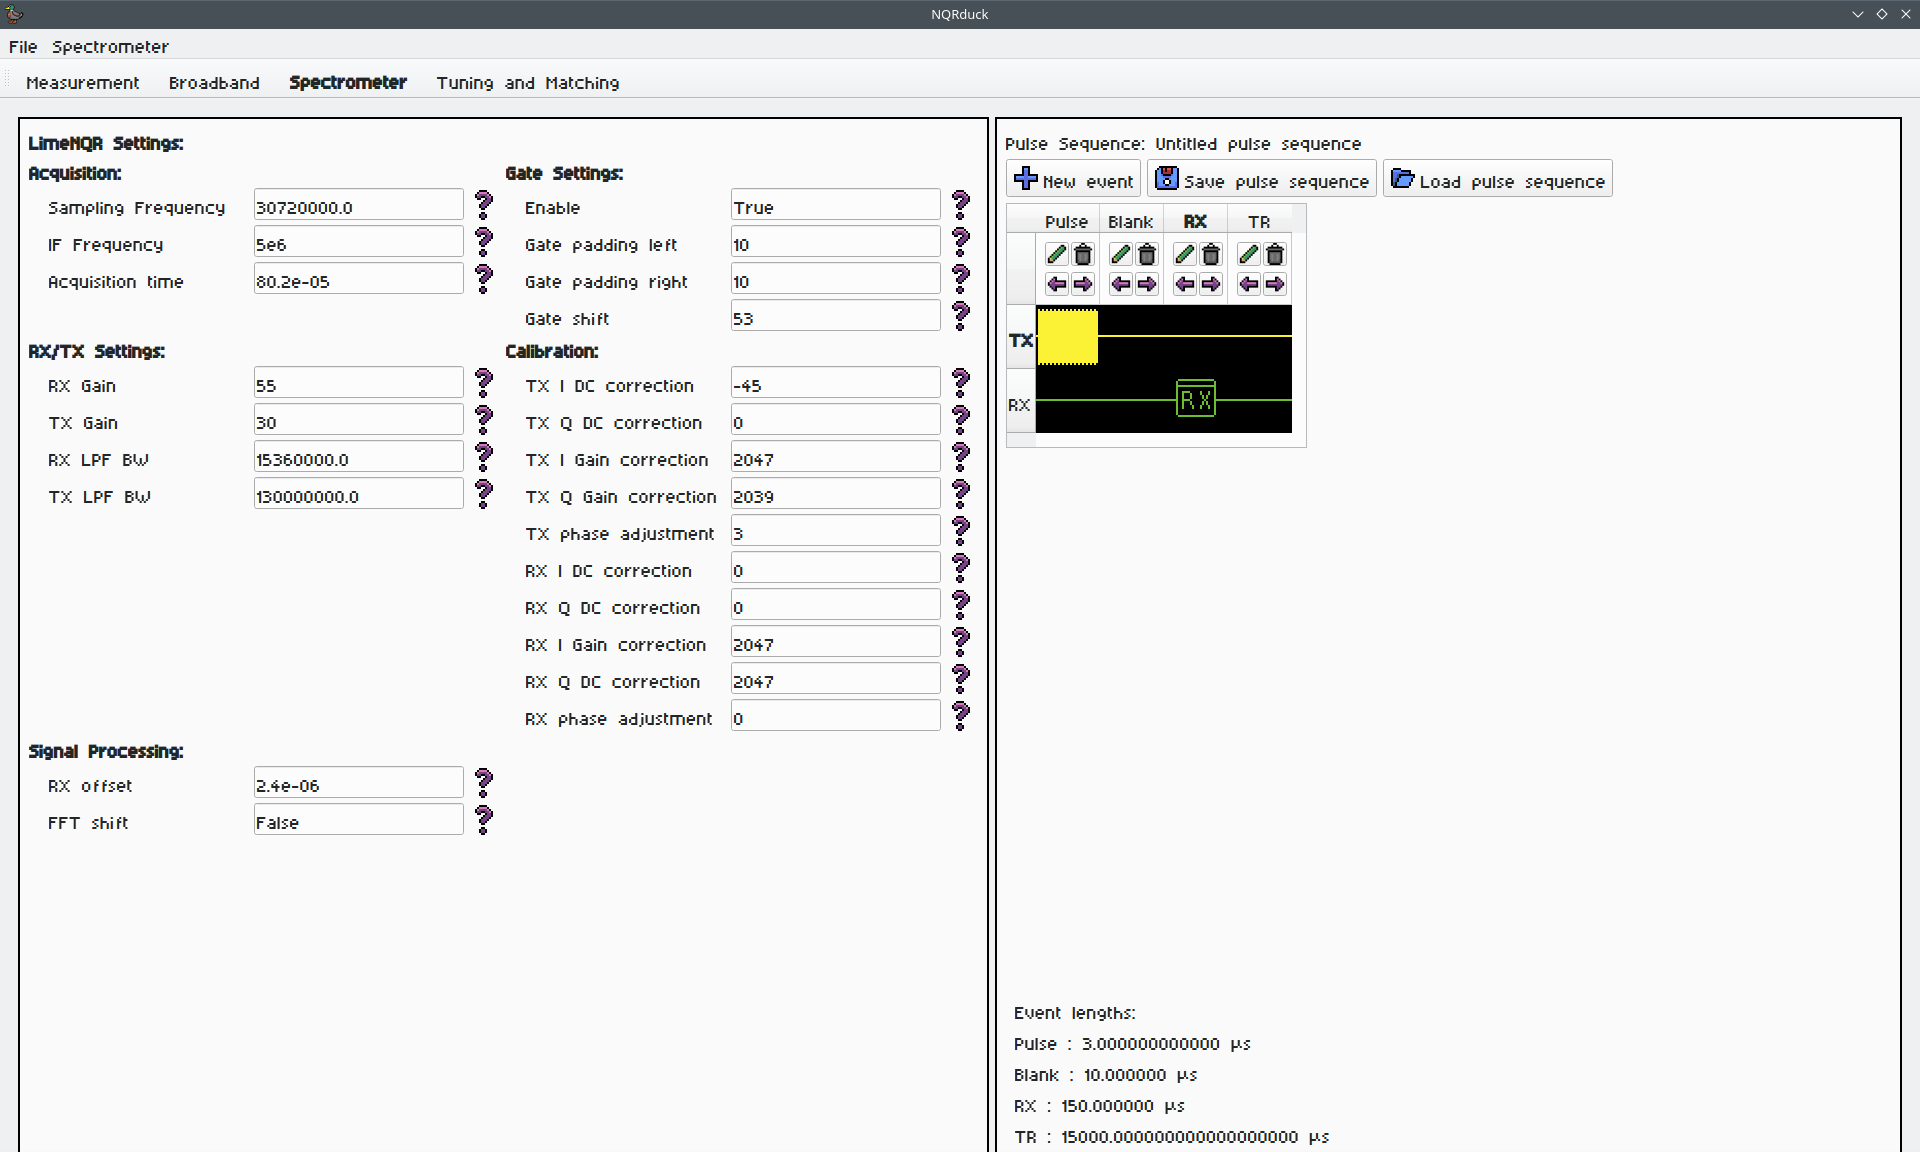 NQRduck
File Spectrometer
Measurement Broadband Spectrometer Tuning and Matching
LimeNQR Settings:
Acquisition:
Sampling Frequency 30720000.0
IF Frequency 5e6
Acquisition time 80.2e-05
Gate Settings:
Enable True
Gate padding left 10
Gate padding right 10
Gate shift 53
RX/TX Settings:
RX Gain 55
TX Gain 30
RX LPF BW 15360000.0
TX LPF BW 130000000.0
Calibration:
TX I DC correction -45
TX Q DC correction 0
TX I Gain correction 2047
TX Q Gain correction 2039
TX phase adjustment 3
RX I DC correction 0
RX Q DC correction 0
RX I Gain correction 2047
RX Q DC correction 2047
RX phase adjustment 0
Signal Processing:
RX offset 2.4e-06
FFT shift False
Pulse Sequence: Untitled pulse sequence
New event Save pulse sequence Load pulse sequence
Pulse Blank RX TR
TX
RX RX
Event lengths:
Pulse : 3.000000000000 µs
Blank : 10.000000 µs
RX : 150.000000 µs
TR : 15000.000000000000000000 µs